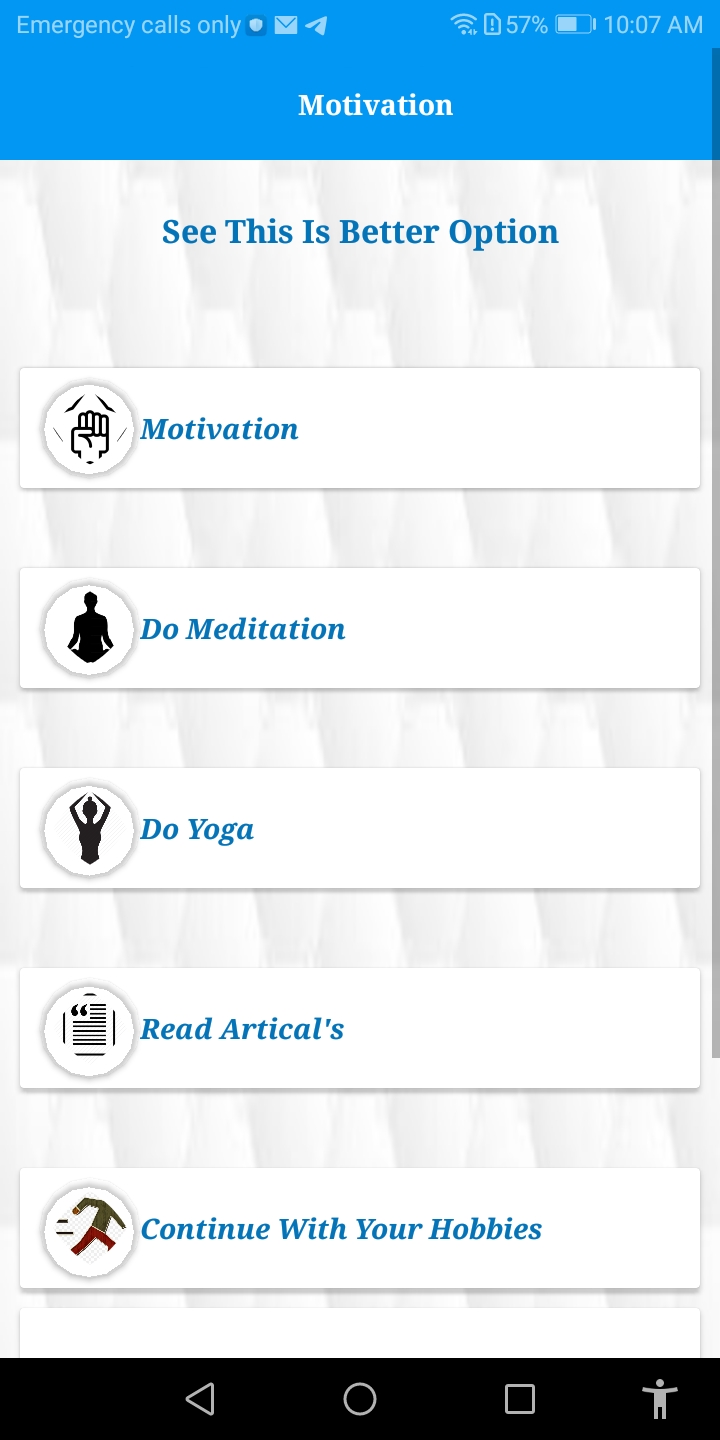 Emergency calls only 57% 10:07 AM
Motivation
See This Is Better Option
Motivation
Do Meditation
Do Yoga
Read Artical's
Continue With Your Hobbies